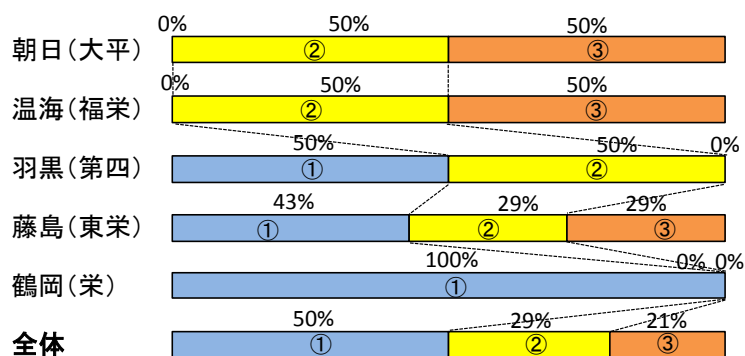 0% 50% 50%
朝日(大平) ② ③
0% 50% 50%
温海(福栄) ② ③
50% 50% 0%
羽黒(第四) ① ②
43% 29% 29%
藤島(東栄) ① ② ③
100% 0% 0%
鶴岡(栄) ①
50% 29% 21%
全体 ① ② ③